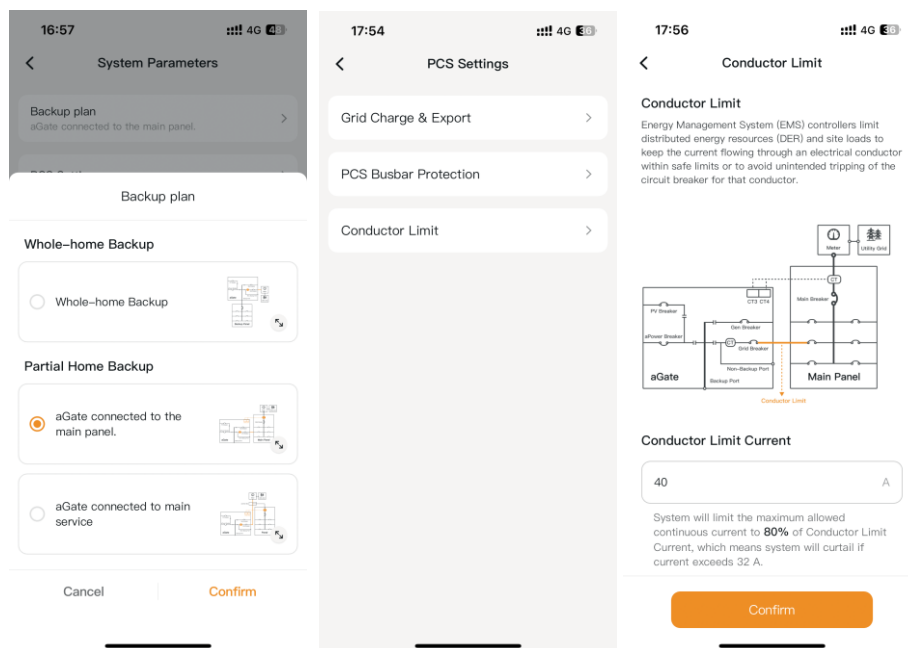 16:57
4G 43
System Parameters
Backup plan
aGate connected to the main panel.
Backup plan
Whole-home Backup
Whole-home Backup
Partial Home Backup
aGate connected to the
main panel.
aGate connected to main
service
Cancel
Confirm
17:54
4G 36
PCS Settings
Grid Charge & Export
PCS Busbar Protection
Conductor Limit
17:56
4G 36
Conductor Limit
Conductor Limit
Energy Management System (EMS) controllers limit
distributed energy resources (DER) and site loads to
keep the current flowing through an electrical conductor
within safe limits or to avoid unintended tripping of the
circuit breaker for that conductor.
Meter
Utility Grid
CT
CT3 CT4
Main Breaker
PV Breaker
Gen Breaker
aPower Breaker
CT
Grid Breaker
Non-Backup Port
aGate
Backup Port
Main Panel
Conductor Limit
Conductor Limit Current
40
A
System will limit the maximum allowed
continuous current to 80% of Conductor Limit
Current, which means system will curtail if
current exceeds 32 A.
Confirm